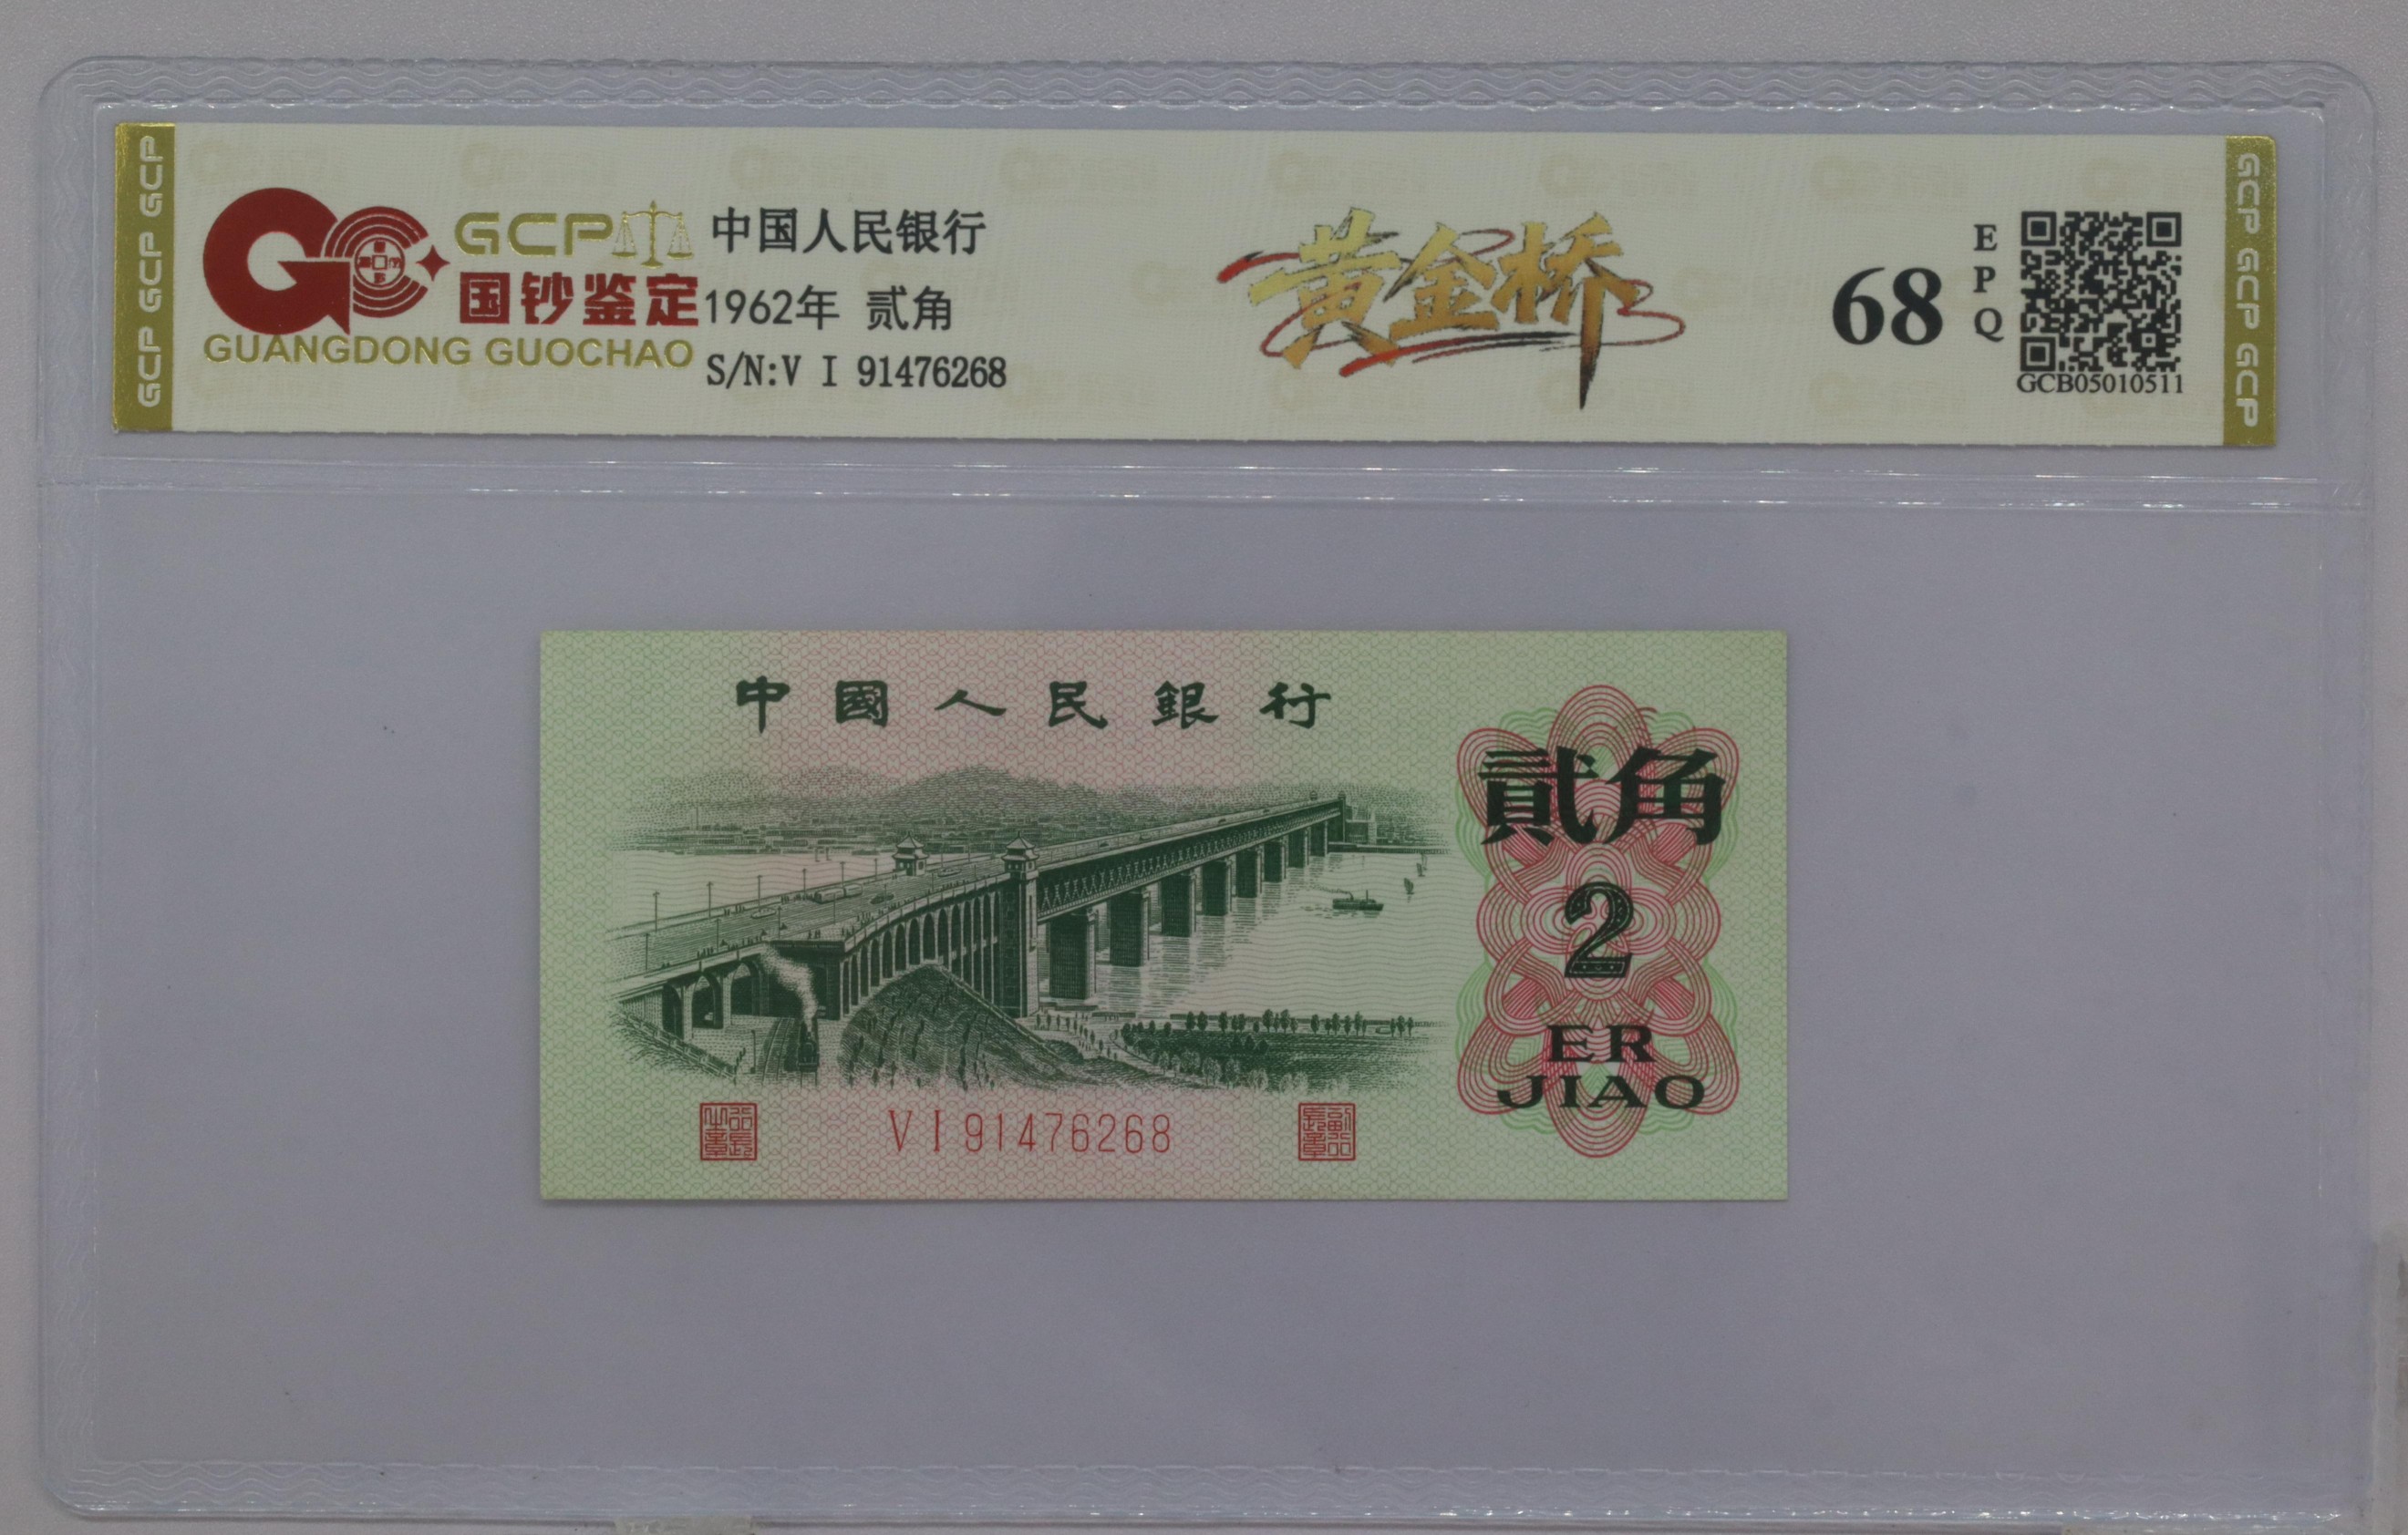 GCP GCP GCP
GCP
国钞鉴定
GUANGDONG GUOCHAO
中国人民银行
1962年 贰角
S/N:V I 91476268
黄金桥
68
EPQ
GCB05010511
GCP GCP GCP
中國人民銀行
貳角
2
ER
JIAO
VI91476268